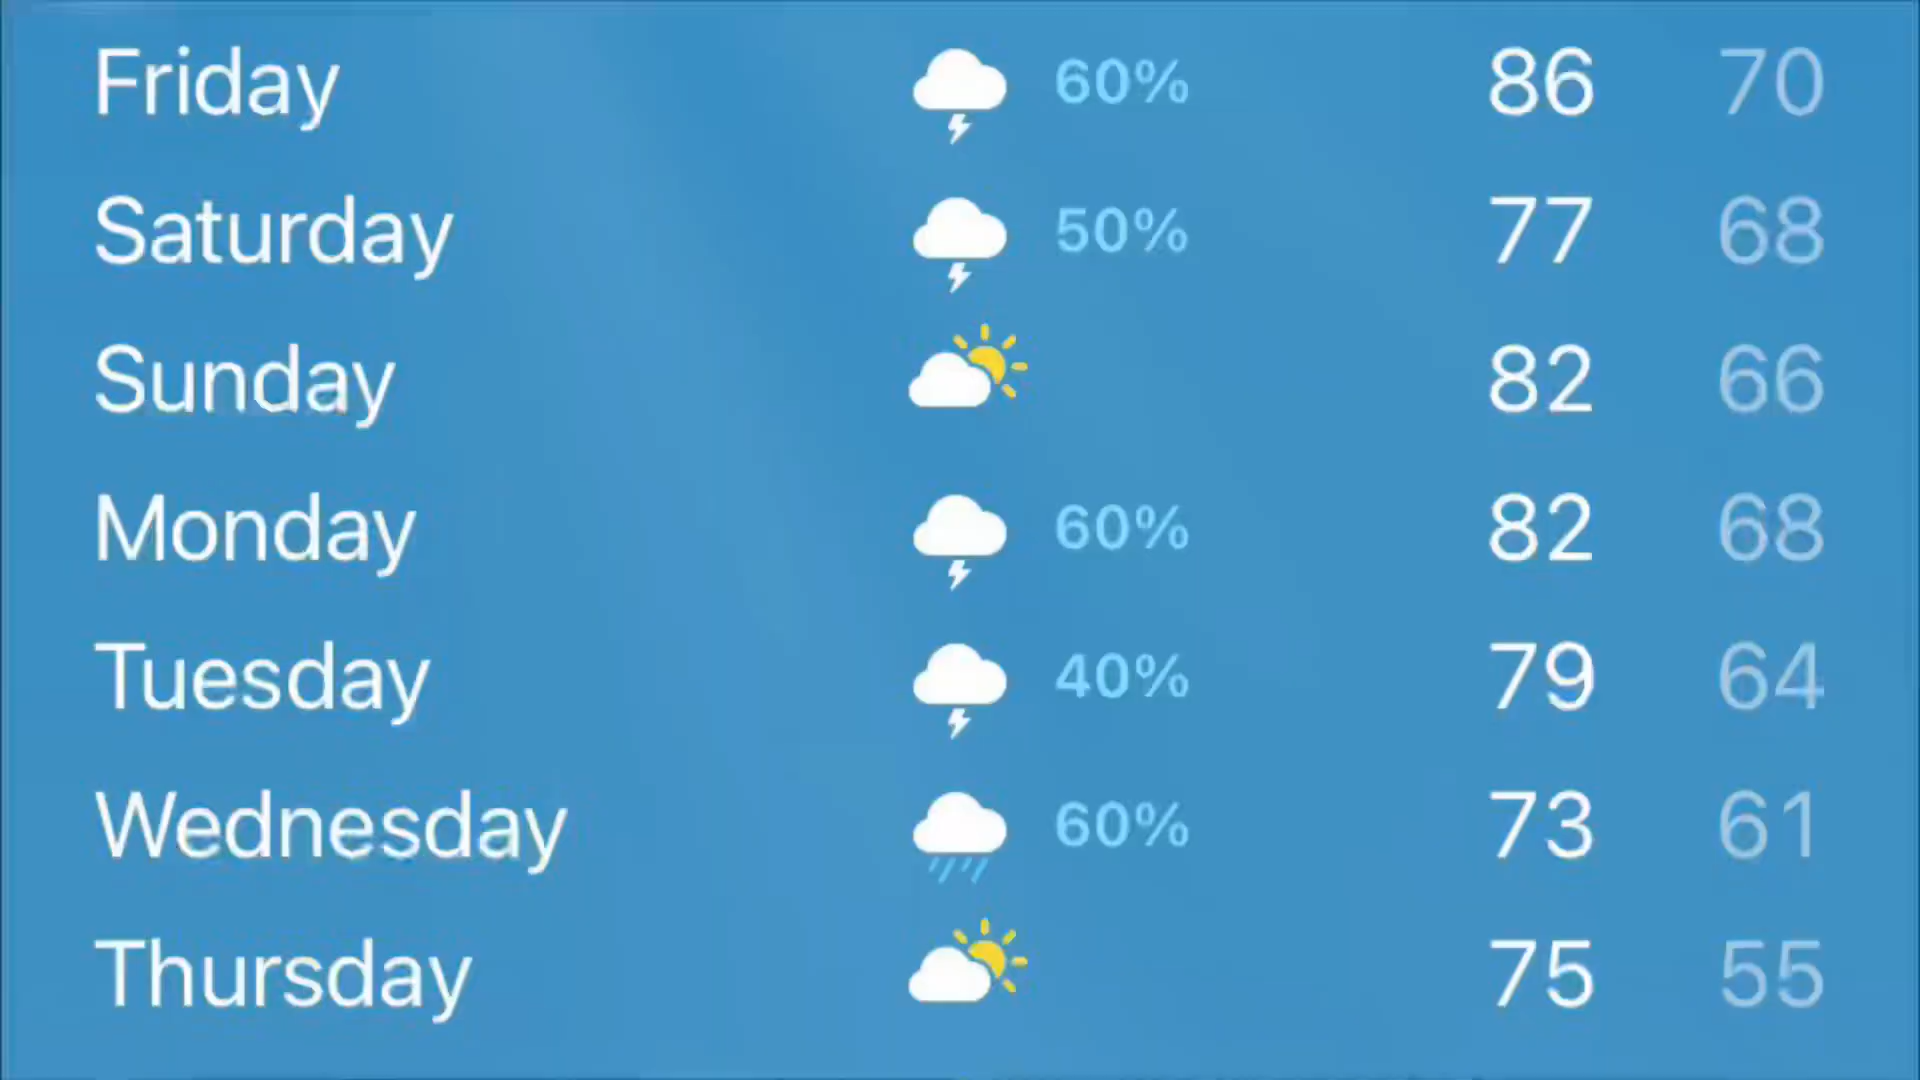 Friday 60% 86 70
Saturday 50% 77 68
Sunday 82 66
Monday 60% 82 68
Tuesday 40% 79 64
Wednesday 60% 73 61
Thursday 75 55